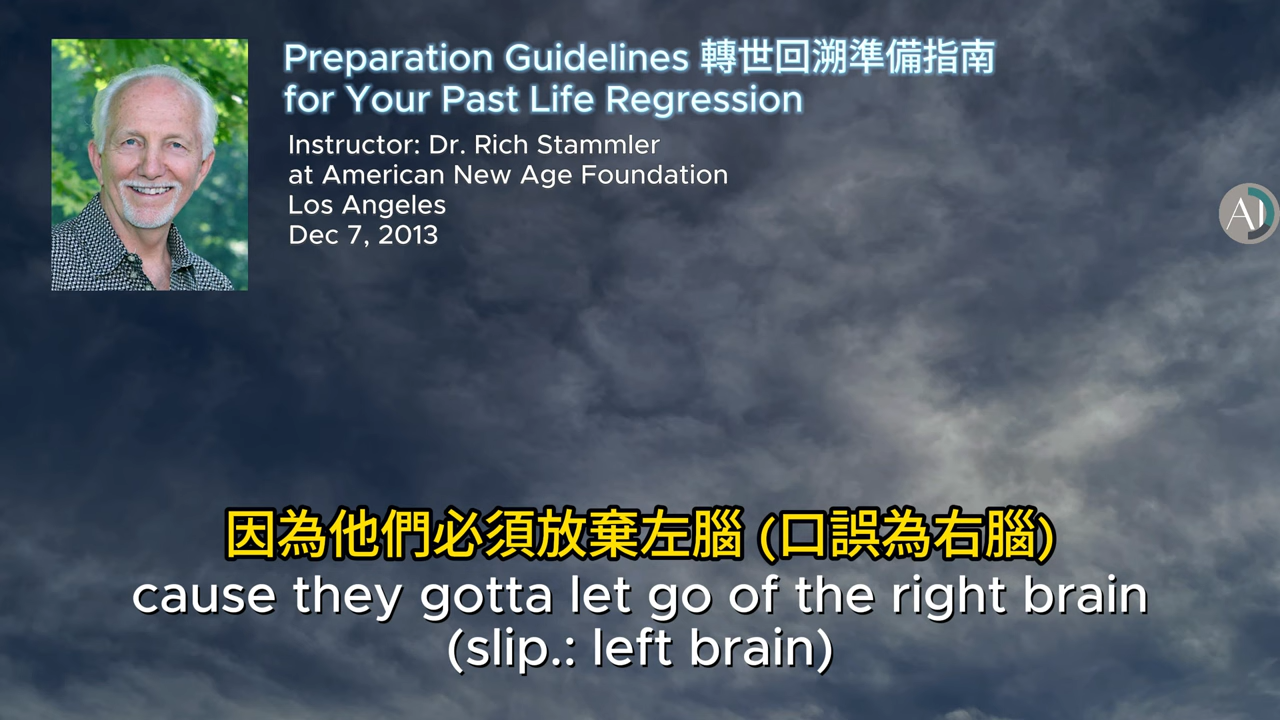 Preparation Guidelines 轉世回溯準備指南
for Your Past Life Regression
Instructor: Dr. Rich Stammler
at American New Age Foundation
Los Angeles
Dec 7, 2013
因為他們必須放棄左腦 (口誤為右腦)
cause they gotta let go of the right brain
(slip.: left brain)